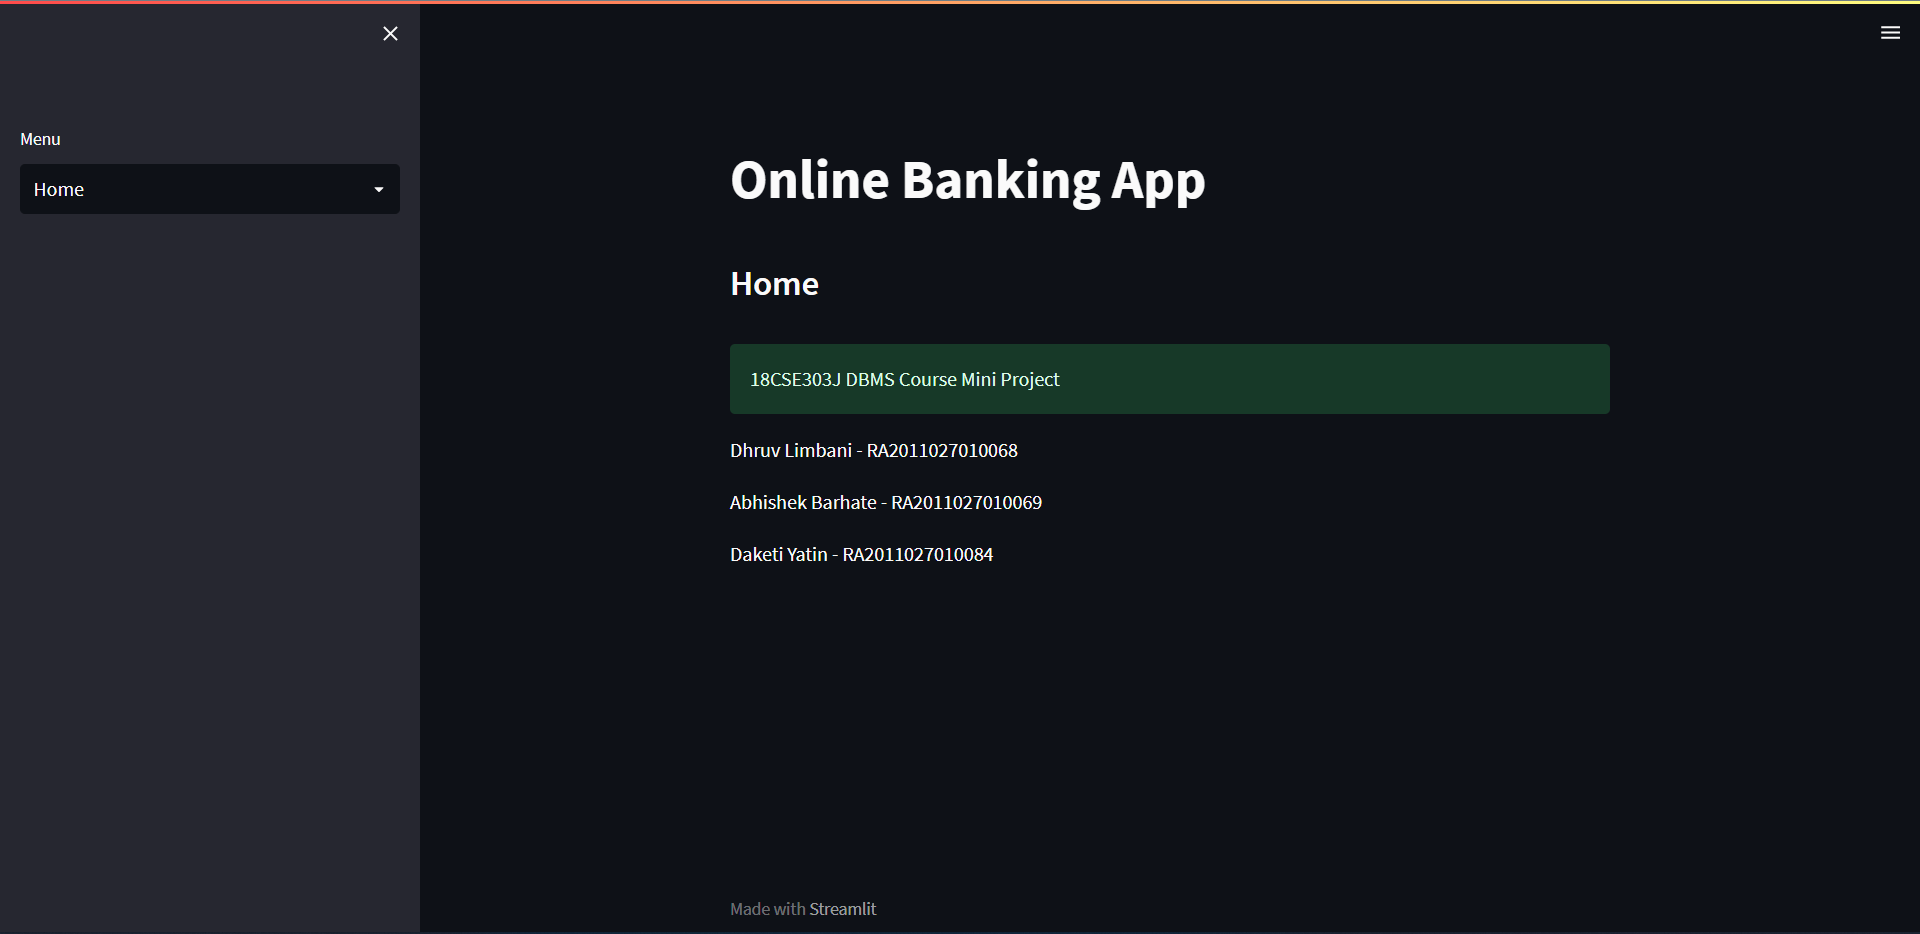 Menu
Home
Online Banking App
Home
18CSE303J DBMS Course Mini Project
Dhruv Limbani - RA2011027010068
Abhishek Barhate - RA2011027010069
Daketi Yatin - RA2011027010084
Made with Streamlit